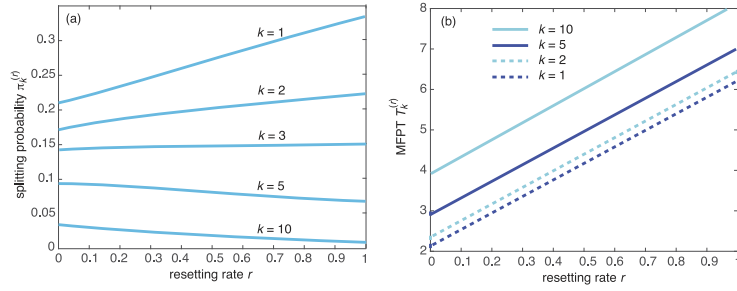 (a)
0.3
0.25
0.2
0.15
0.1
0.05
0
splitting probability π_k^(r)
k = 1
k = 2
k = 3
k = 5
k = 10
0 0.1 0.2 0.3 0.4 0.5 0.6 0.7 0.8 0.9 1
resetting rate r
(b)
8
7
6
5
4
3
2
MFPT T_k^(r)
k = 10
k = 5
k = 2
k = 1
0 0.1 0.2 0.3 0.4 0.5 0.6 0.7 0.8 0.9 1
resetting rate r